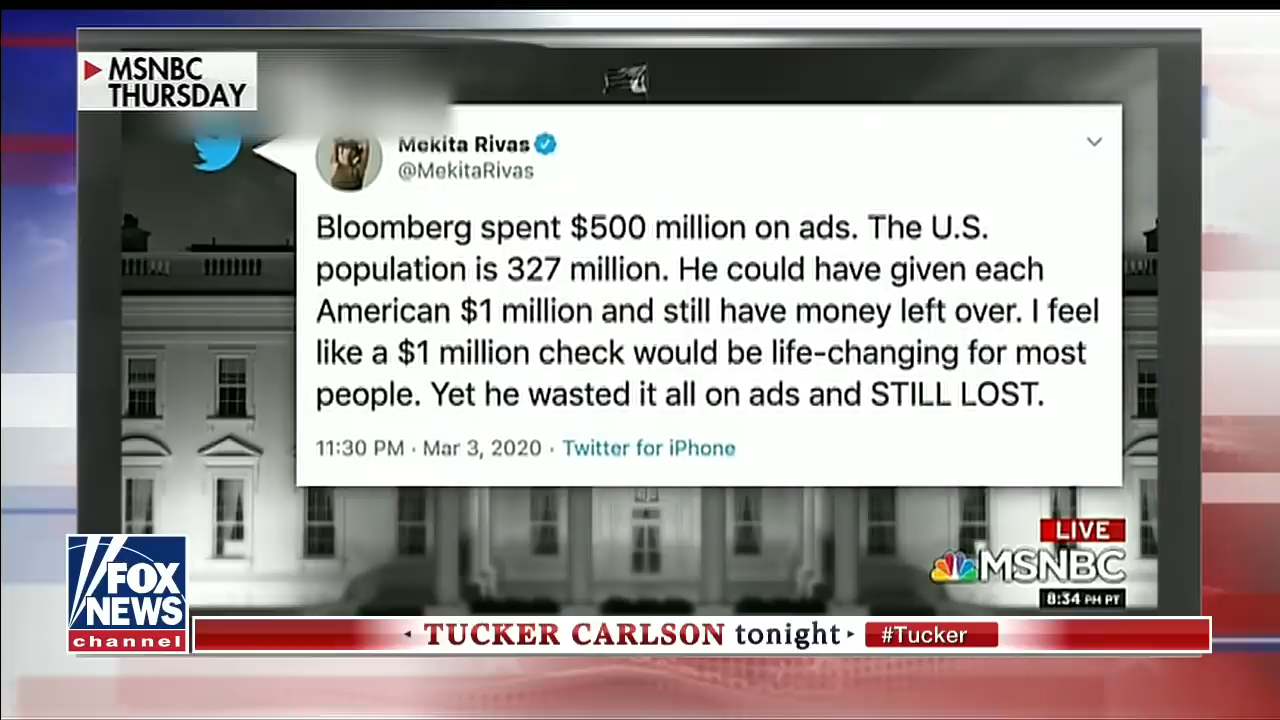 MSNBC
THURSDAY
Mekita Rivas
@MekitaRivas
Bloomberg spent $500 million on ads. The U.S.
population is 327 million. He could have given each
American $1 million and still have money left over. I feel
like a $1 million check would be life-changing for most
people. Yet he wasted it all on ads and STILL LOST.
11:30 PM · Mar 3, 2020 · Twitter for iPhone
LIVE
MSNBC
8:34 PM PT
FOX
NEWS
channel
TUCKER CARLSON tonight
#Tucker